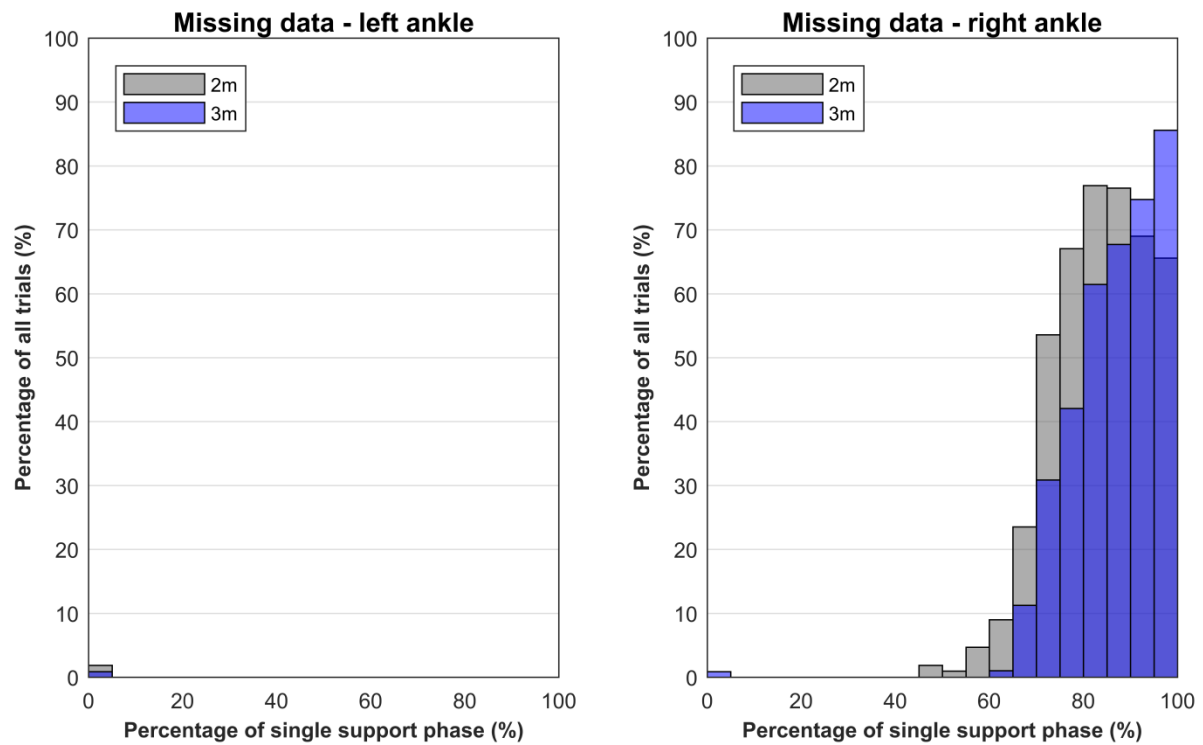 Missing data - left ankle
100
90
80
70
60
50
40
30
20
10
0
Percentage of all trials (%)
2m
3m
0 20 40 60 80 100
Percentage of single support phase (%)
Missing data - right ankle
100
90
80
70
60
50
40
30
20
10
0
Percentage of all trials (%)
2m
3m
0 20 40 60 80 100
Percentage of single support phase (%)